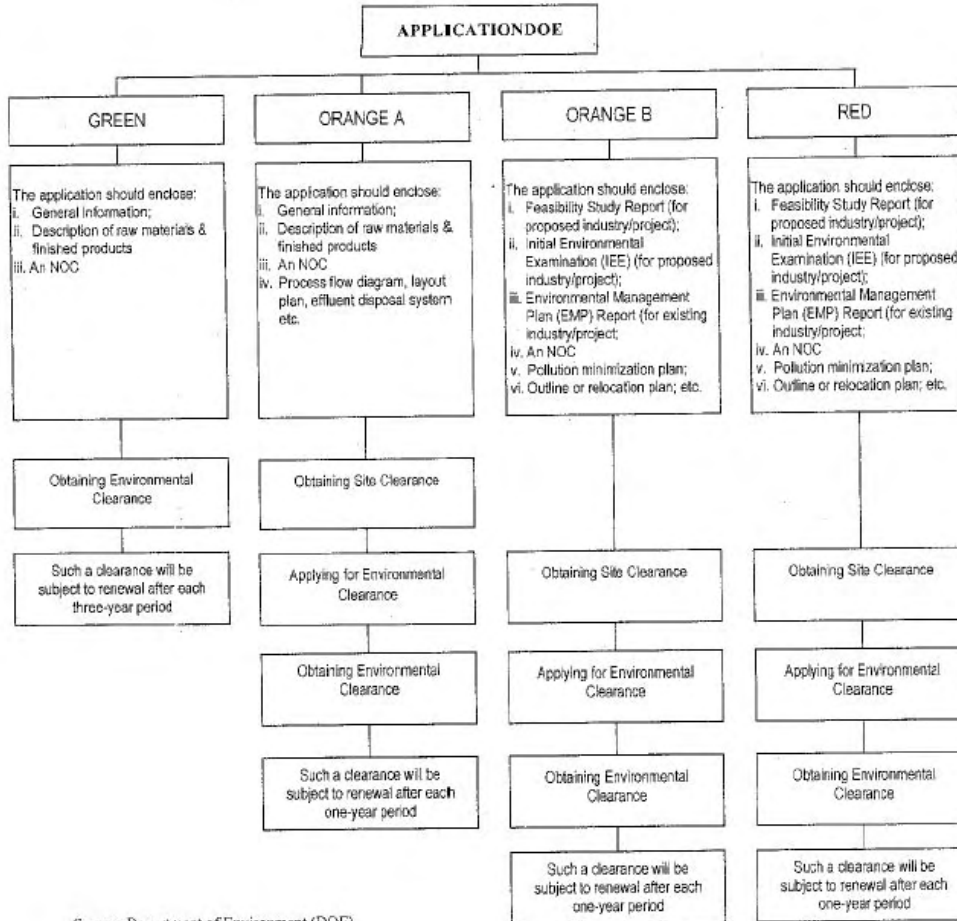 APPLICATIONDOE
GREEN
The application should enclose:
i. General Information;
ii. Description of raw materials &
finished products
iii. An NOC
Obtaining Environmental
Clearance
Such a clearance will be
subject to renewal after each
three-year period
ORANGE A
The application should enclose:
i. General information;
ii. Description of raw materials &
finished products
iii. An NOC
iv. Process flow diagram, layout
plan, effluent disposal system
etc.
Obtaining Site Clearance
Applying for Environmental
Clearance
Obtaining Environmental
Clearance
Such a clearance will be
subject to renewal after each
one-year period
ORANGE B
The application should enclose:
i. Feasibility Study Report (for
proposed industry/project);
ii. Initial Environmental
Examination (IEE) (for proposed
industry/project);
iii. Environmental Management
Plan (EMP) Report (for existing
industry/project;
iv. An NOC
v. Pollution minimization plan;
vi. Outline or relocation plan; etc.
Obtaining Site Clearance
Applying for Environmental
Clearance
Obtaining Environmental
Clearance
Such a clearance will be
subject to renewal after each
one-year period
RED
The application should enclose:
i. Feasibility Study Report (for
proposed industry/project);
ii. Initial Environmental
Examination (IEE) (for proposed
industry/project);
iii. Environmental Management
Plan (EMP) Report (for existing
industry/project;
iv. An NOC
v. Pollution minimization plan;
vi. Outline or relocation plan; etc.
Obtaining Site Clearance
Applying for Environmental
Clearance
Obtaining Environmental
Clearance
Such a clearance will be
subject to renewal after each
one-year period
Department of Environment (DOE)